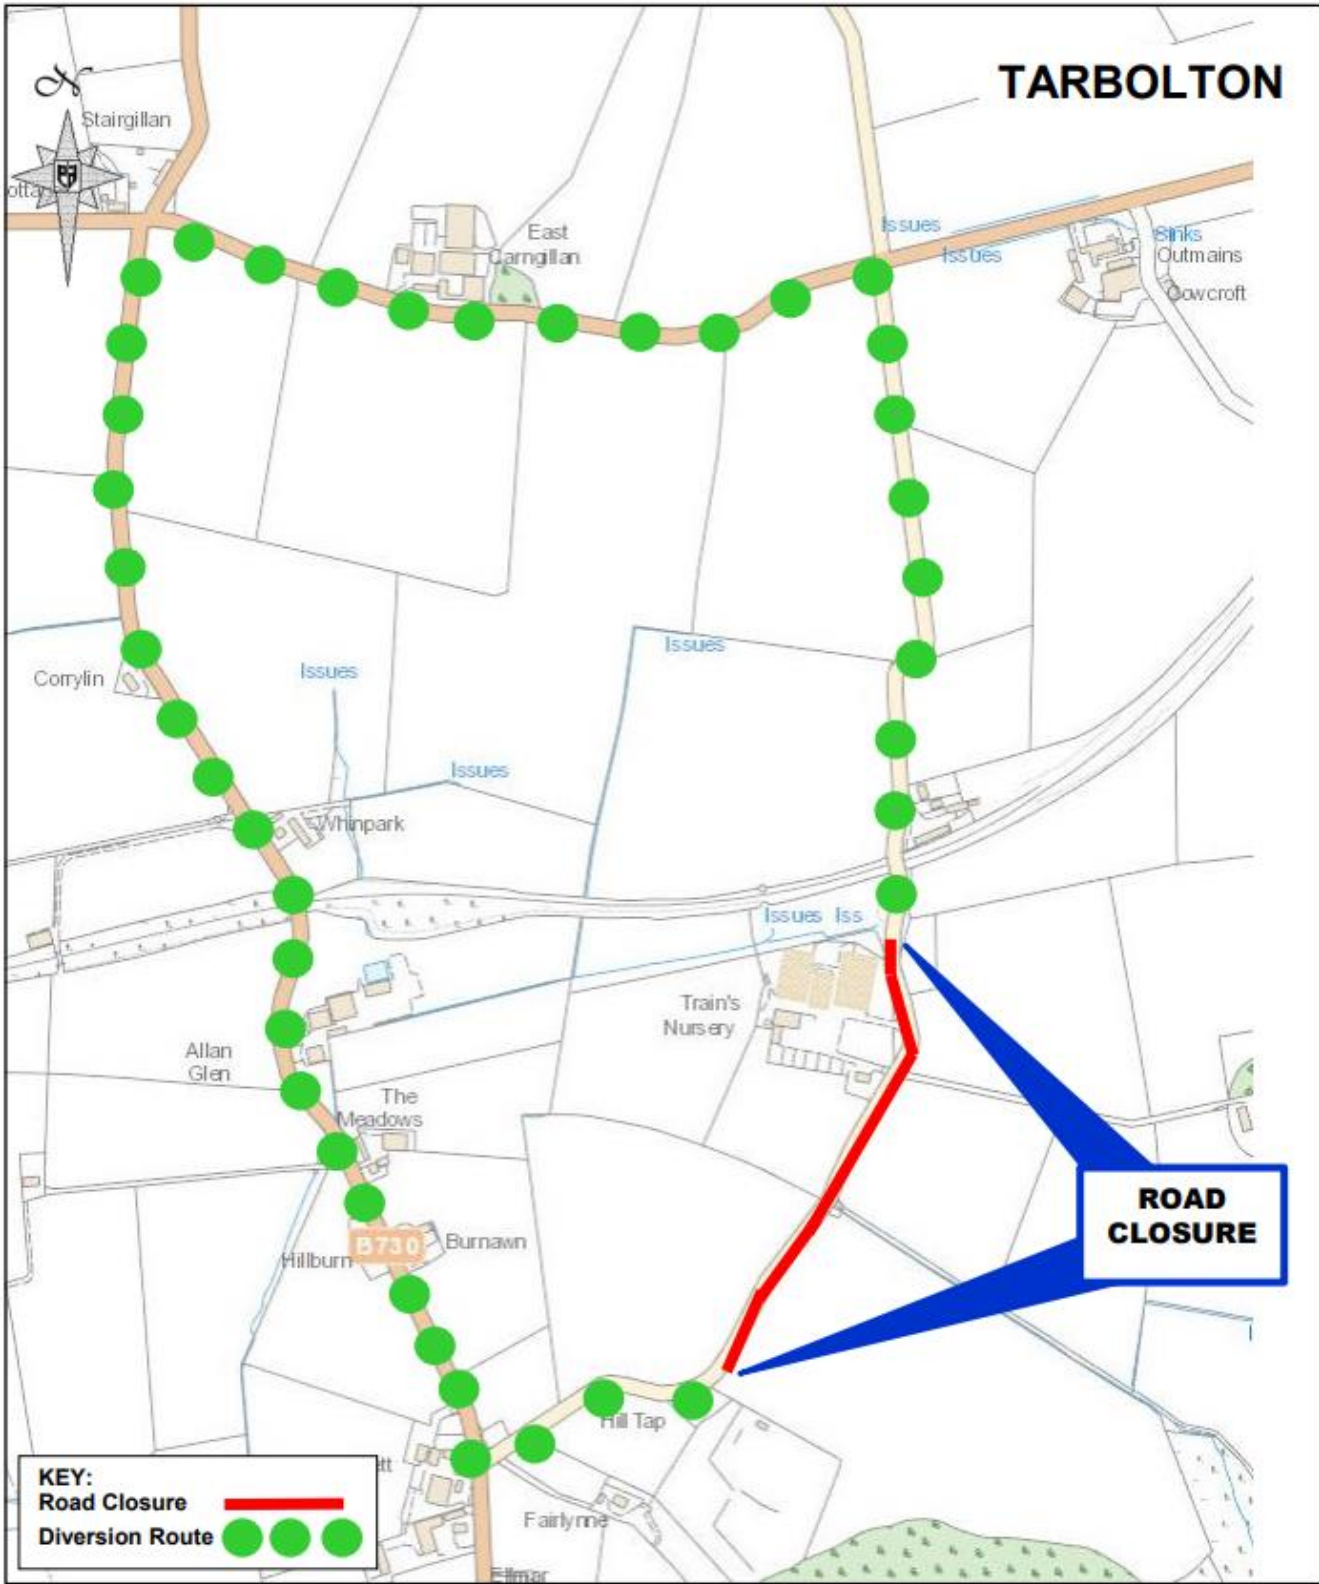 TARBOLTON
Stairgillan
East
Carngillan
Issues
Issues
Sinks
Outmains
Cowcroft
Issues
Corrylin
Issues
Issues
Whinpark
Issues Iss
Train's
Nursery
Allan
Glen
The
Meadows
ROAD
CLOSURE
B730
Hillburn
Burnawn
Hill Tap
Fairlynne
KEY:
Road Closure
Diversion Route